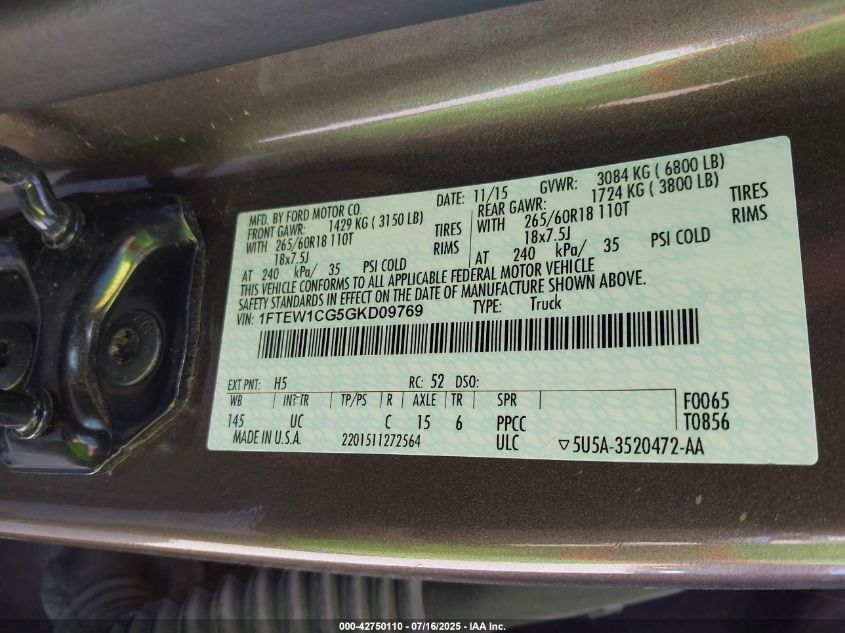 MFD. BY FORD MOTOR CO. DATE: 11/15 GVWR: 3084 KG ( 6800 LB)
FRONT GAWR: 1429 KG ( 3150 LB) REAR GAWR: 1724 KG ( 3800 LB)
WITH 265/60R18 110T TIRES WITH 265/60R18 110T TIRES
18x7.5J RIMS 18x7.5J RIMS
AT 240 kPa/ 35 PSI COLD AT 240 kPa/ 35 PSI COLD
THIS VEHICLE CONFORMS TO ALL APPLICABLE FEDERAL MOTOR VEHICLE
SAFETY STANDARDS IN EFFECT ON THE DATE OF MANUFACTURE SHOWN ABOVE.
VIN: 1FTEW1CG5GKD09769 TYPE: Truck
EXT PNT: H5 RC: 52 DSO:
WB INT TR TP/PS R AXLE TR SPR F0065
145 UC C 15 6 PPCC T0856
MADE IN U.S.A. 2201511272564 ULC ▽5U5A-3520472-AA
000-42750110 - 07/16/2025 - IAA Inc.